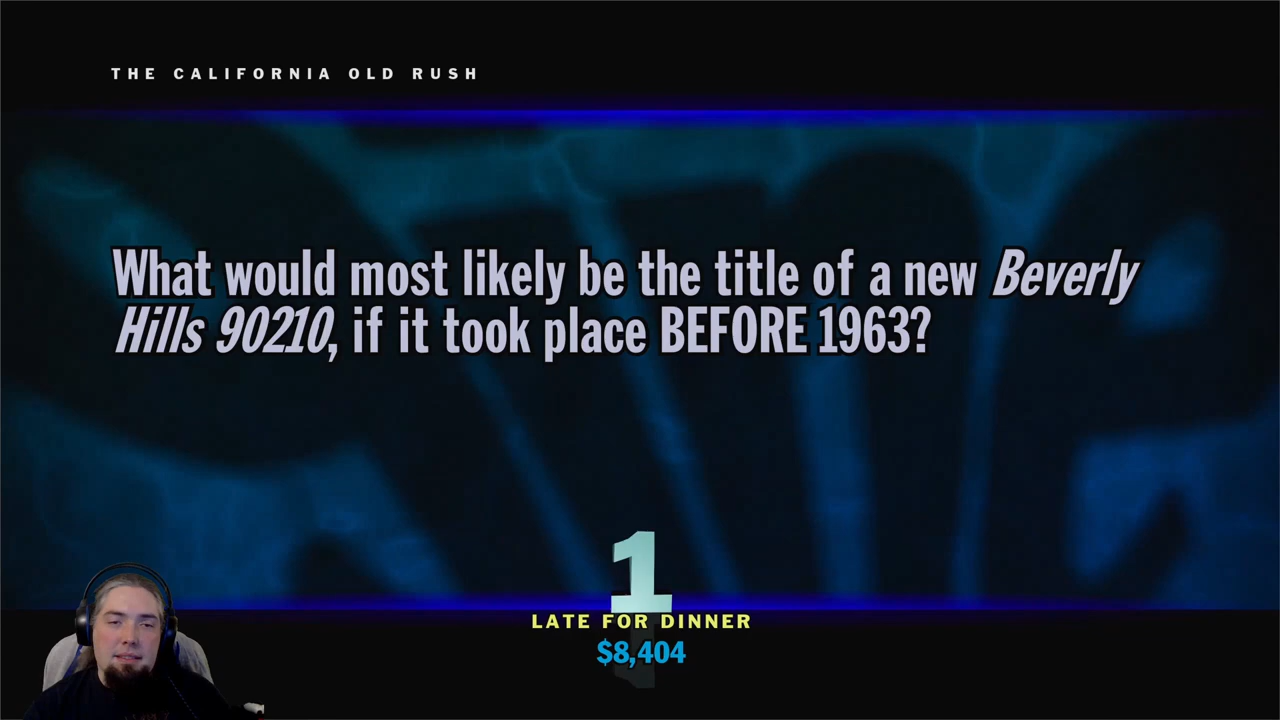 THE CALIFORNIA OLD RUSH
What would most likely be the title of a new Beverly
Hills 90210, if it took place BEFORE 1963?
1
LATE FOR DINNER
$8,404